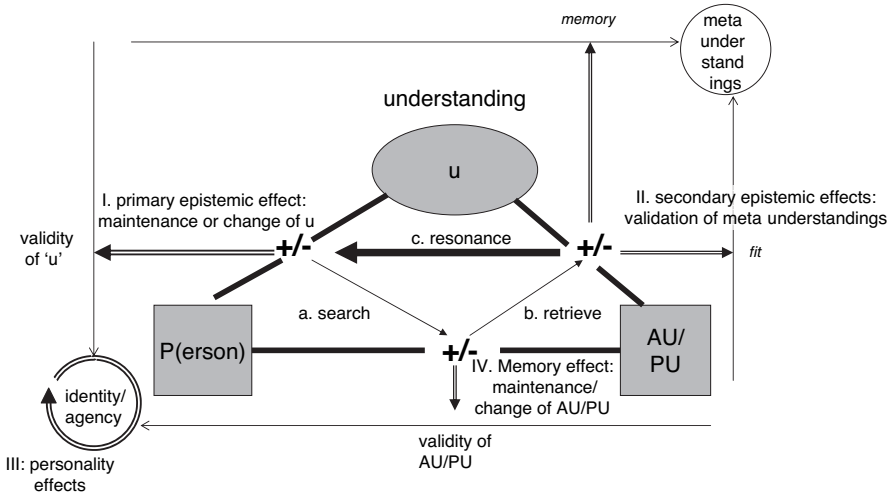 memory
meta
under
stand
ings
understanding
u
I. primary epistemic effect:
maintenance or change of u
II. secondary epistemic effects:
validation of meta understandings
validity
of ‘u’
+/-
c. resonance
+/-
fit
a. search
b. retrieve
P(erson)
+/-
AU/
PU
IV. Memory effect:
maintenance/
change of AU/PU
identity/
agency
validity of
AU/PU
III: personality
effects